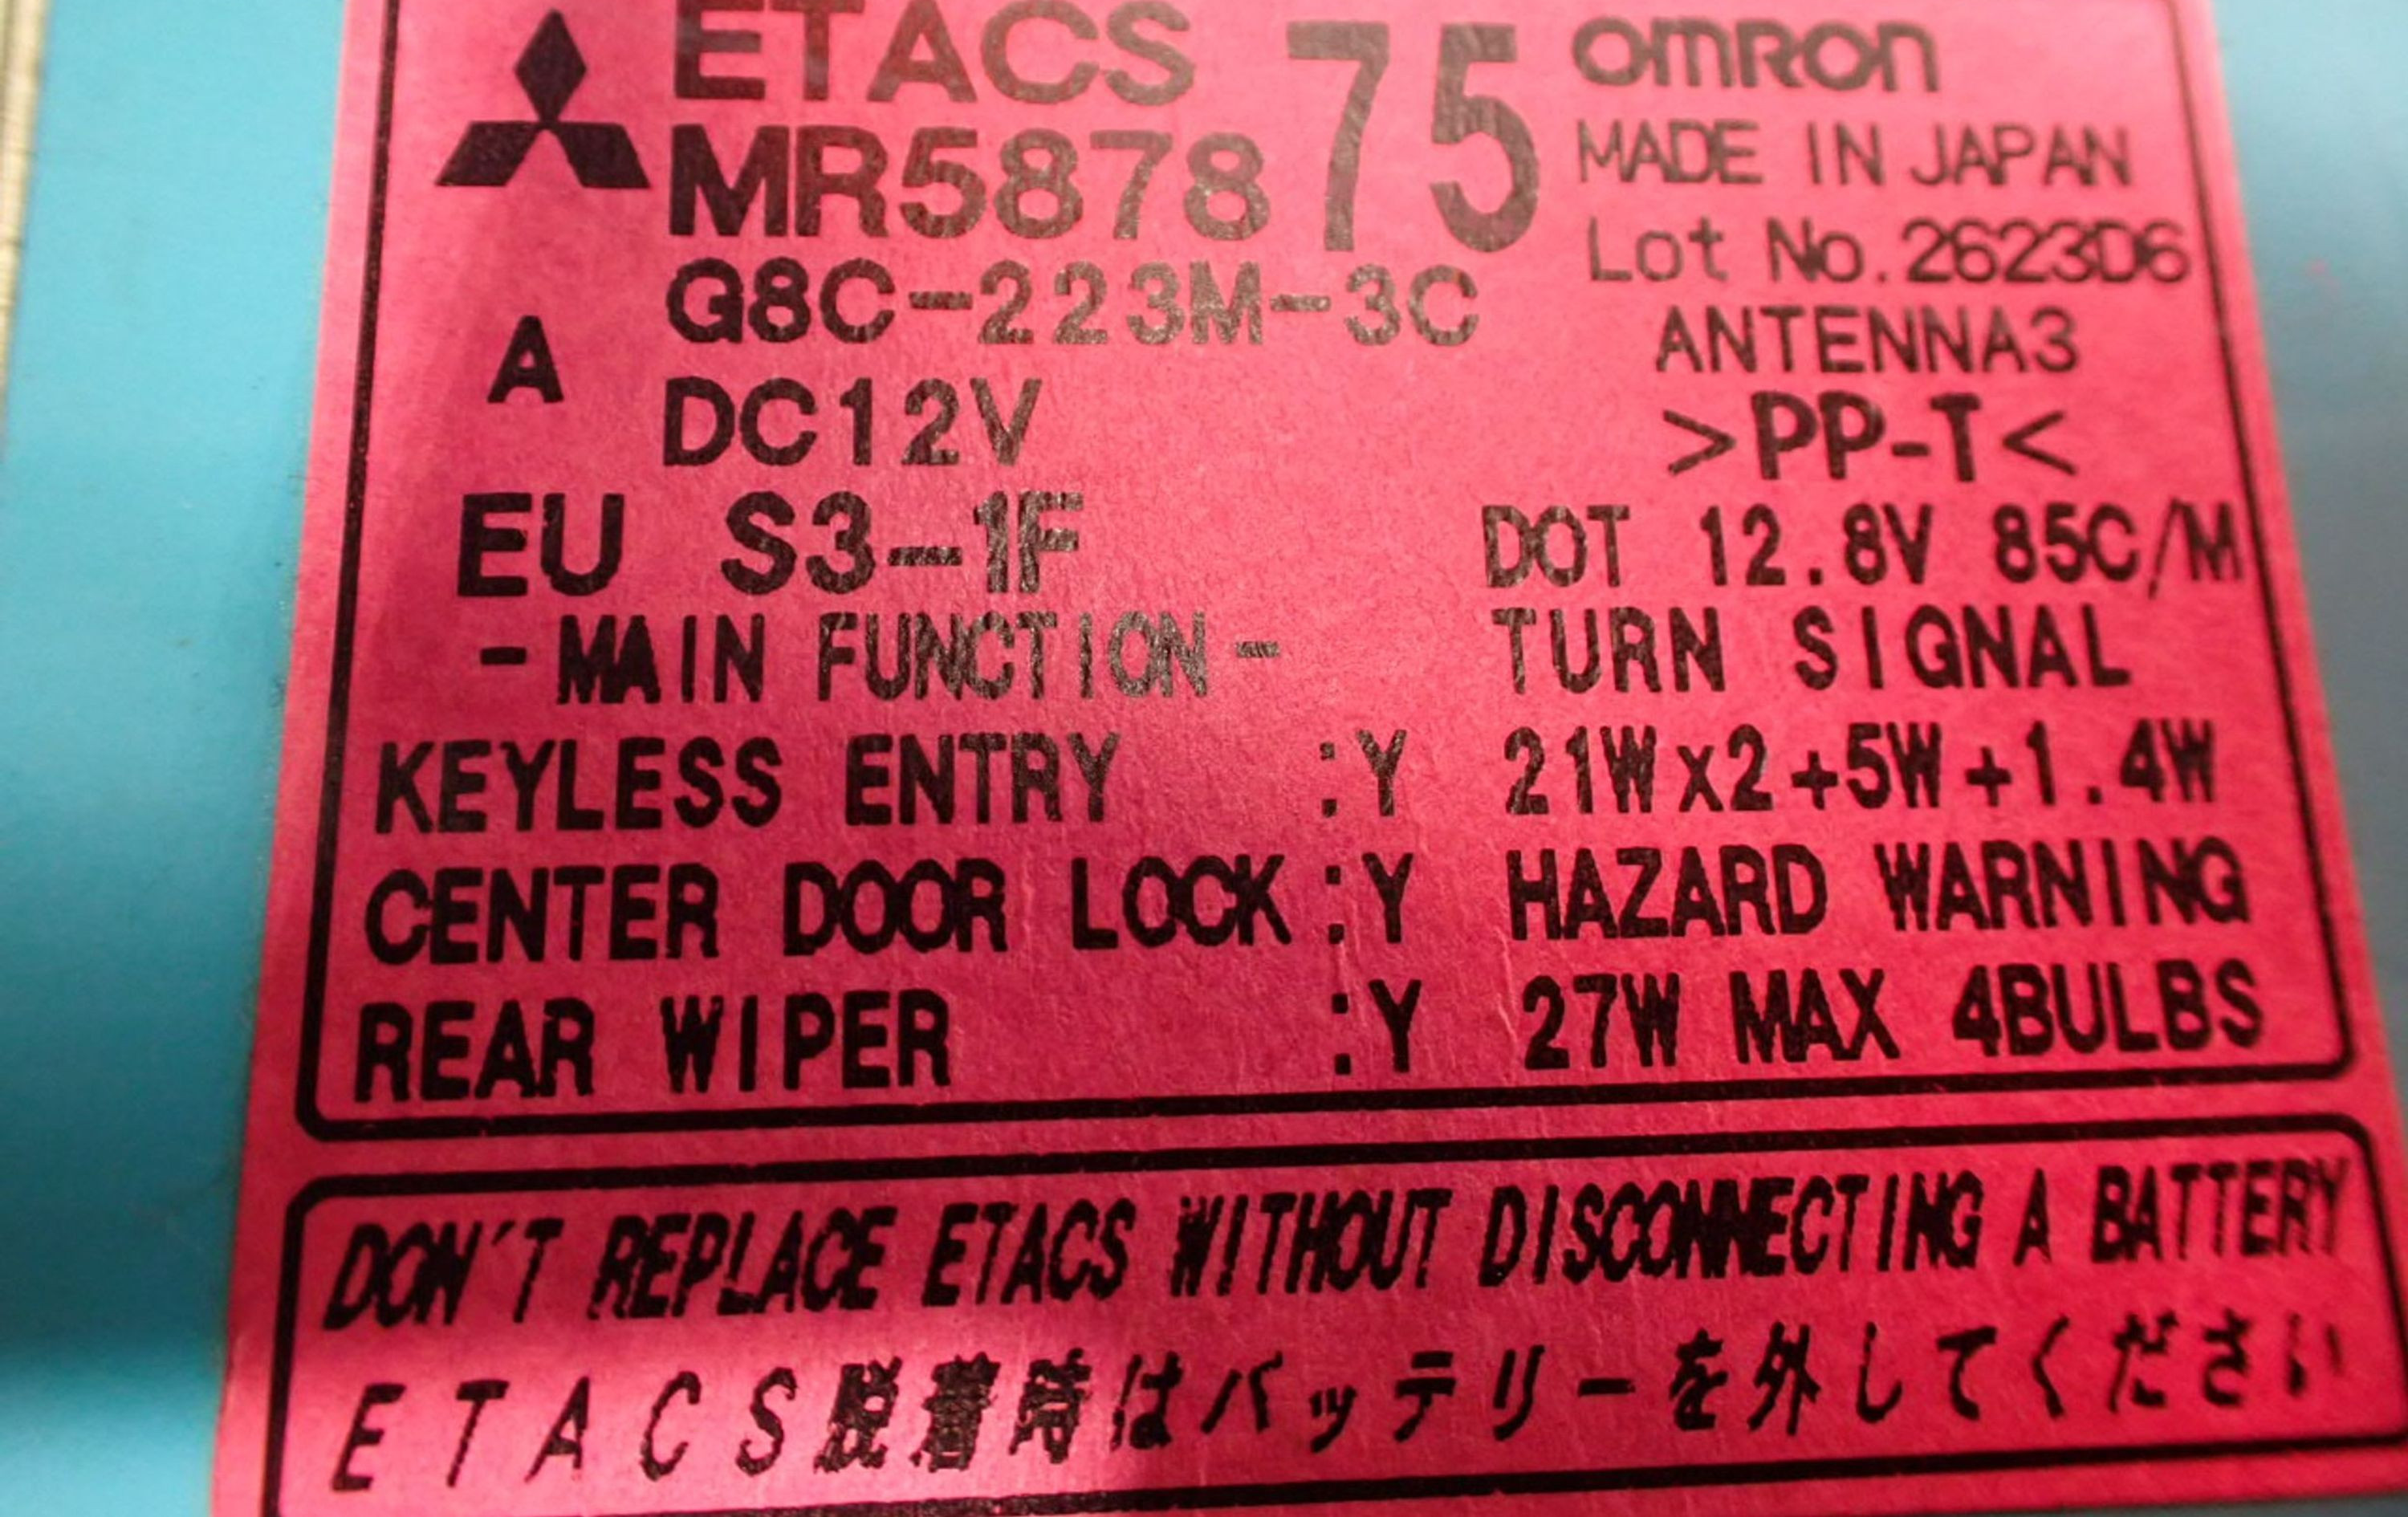 ETACS 75 OMRON
MR5878
MADE IN JAPAN
G8C-223M-3C
Lot No. 2623D6
A
ANTENNA3
DC12V
>PP-T<
EU S3-1F
DOT 12.8V 85C/M
-MAIN FUNCTION-
TURN SIGNAL
KEYLESS ENTRY :Y
21Wx2+5W+1.4W
CENTER DOOR LOCK:Y
HAZARD WARNING
REAR WIPER :Y
27W MAX 4BULBS
DON'T REPLACE ETACS WITHOUT DISCONNECTING A BATTERY
ETACS脱着時はバッテリーを外してください